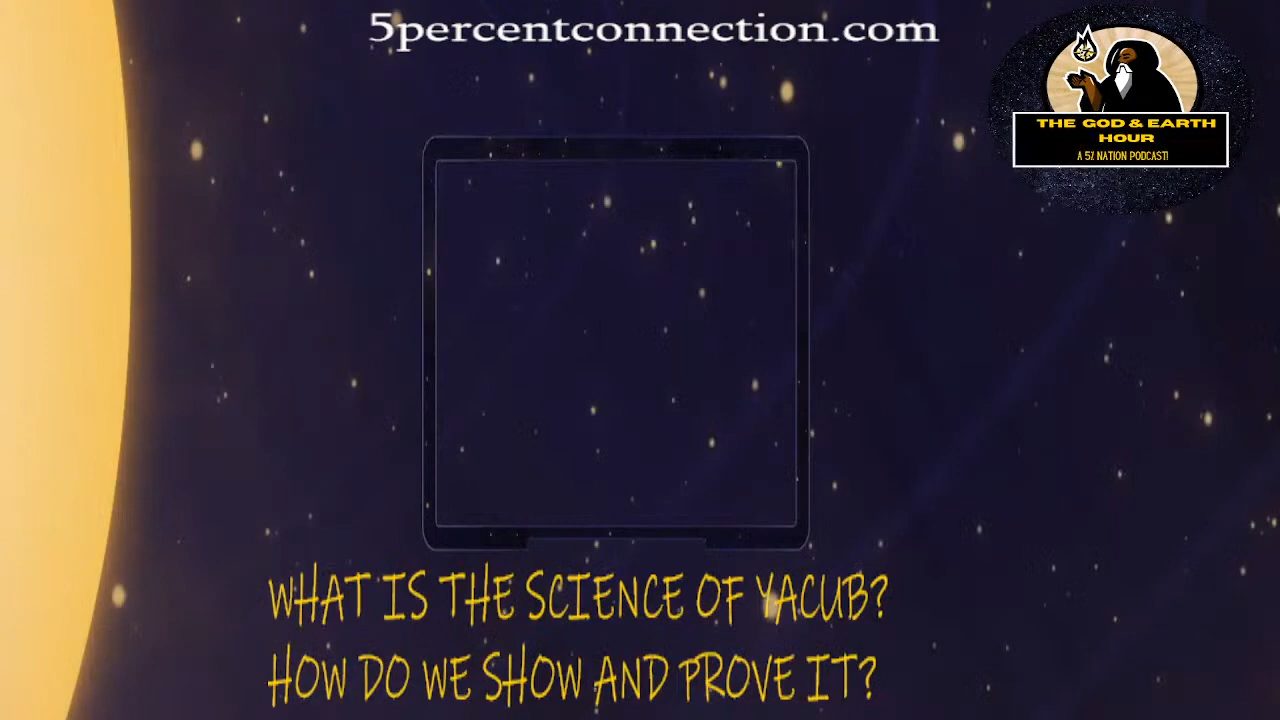 5percentconnection.com
THE GOD & EARTH
HOUR
A 5% NATION PODCAST!
WHAT IS THE SCIENCE OF YACUB?
HOW DO WE SHOW AND PROVE IT?